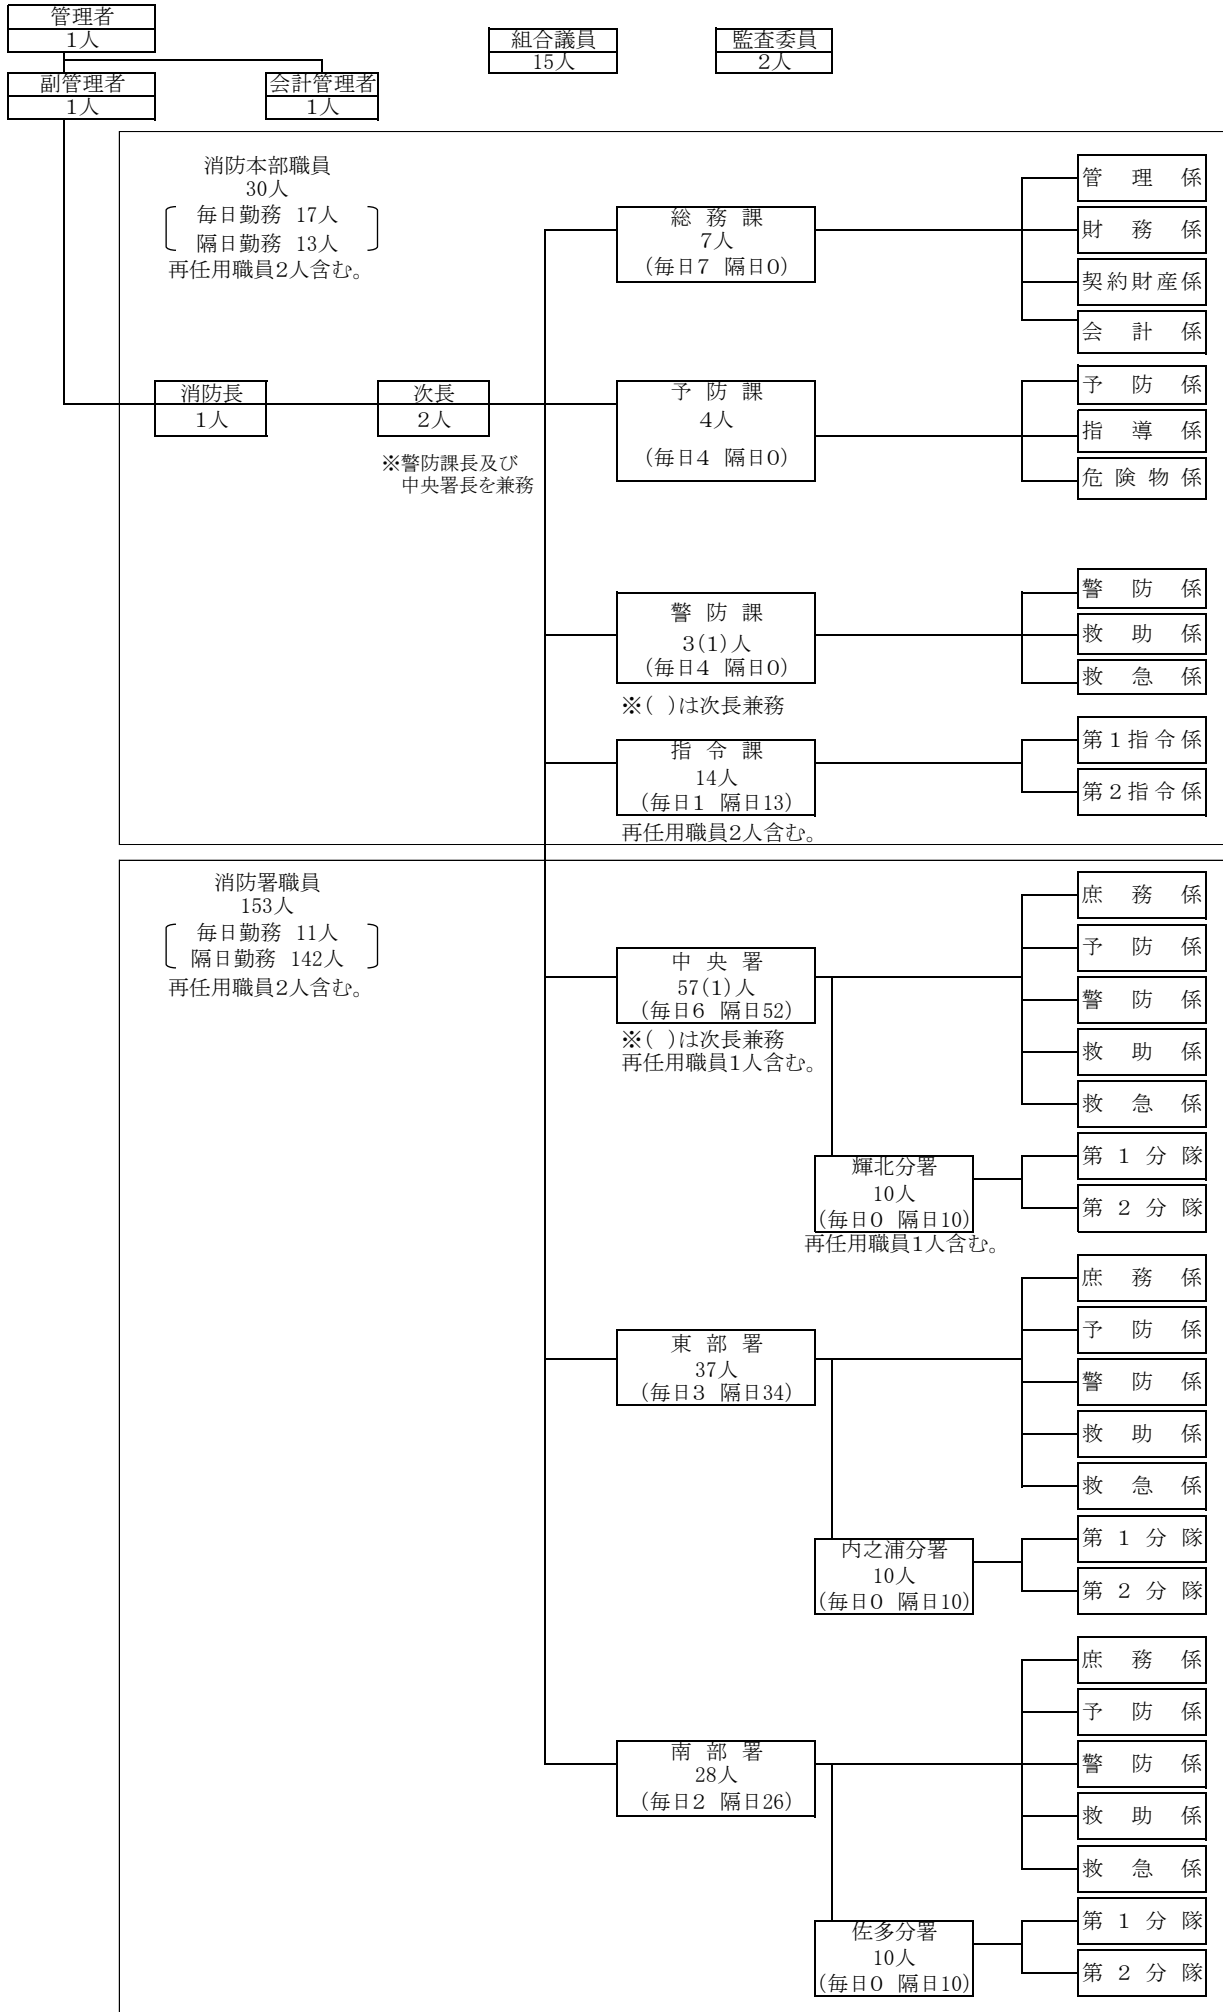 管理者
1人
組合議員
15人
監査委員
2人
副管理者
1人
会計管理者
1人
消防本部職員
30人
毎日勤務 17人
隔日勤務 13人
再任用職員2人含む。
総務課
7人
(毎日7 隔日0)
管理係
財務係
契約財産係
会計係
消防長
1人
次長
2人
※警防課長及び
中央署長を兼務
予防課
4人
(毎日4 隔日0)
予防係
指導係
危険物係
警防課
3(1)人
(毎日4 隔日0)
※( )は次長兼務
警防係
救助係
救急係
指令課
14人
(毎日1 隔日13)
再任用職員2人含む。
第1指令係
第2指令係
消防署職員
153人
毎日勤務 11人
隔日勤務 142人
再任用職員2人含む。
中央署
57(1)人
(毎日6 隔日52)
※( )は次長兼務
再任用職員1人含む。
庶務係
予防係
警防係
救助係
救急係
輝北分署
10人
(毎日0 隔日10)
再任用職員1人含む。
第1分隊
第2分隊
東部署
37人
(毎日3 隔日34)
庶務係
予防係
警防係
救助係
救急係
内之浦分署
10人
(毎日0 隔日10)
第1分隊
第2分隊
南部署
28人
(毎日2 隔日26)
庶務係
予防係
警防係
救助係
救急係
佐多分署
10人
(毎日0 隔日10)
第1分隊
第2分隊